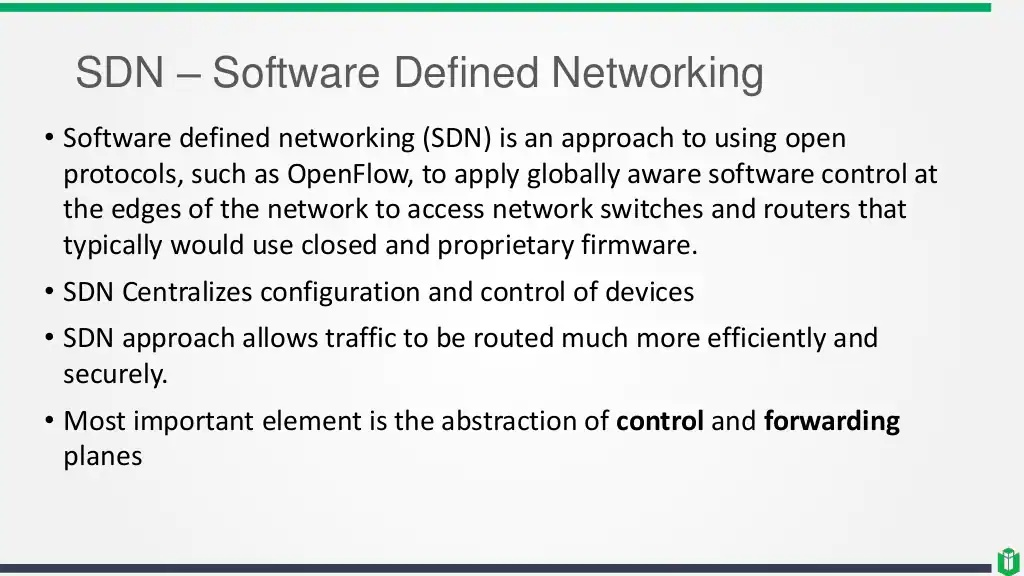 SDN – Software Defined Networking
• Software defined networking (SDN) is an approach to using open
protocols, such as OpenFlow, to apply globally aware software control at
the edges of the network to access network switches and routers that
typically would use closed and proprietary firmware.
• SDN Centralizes configuration and control of devices
• SDN approach allows traffic to be routed much more efficiently and
securely.
• Most important element is the abstraction of control and forwarding
planes